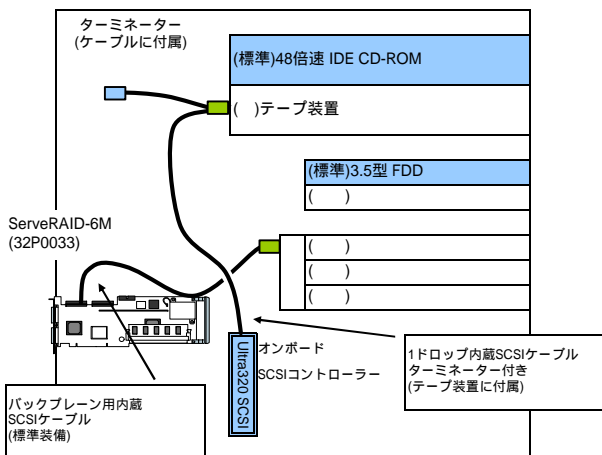 ターミネーター
(ケーブルに付属)
(標準)48倍速 IDE CD-ROM
(　)テープ装置
(標準)3.5型 FDD
(　)
ServeRAID-6M
(32P0033)
(　)
(　)
(　)
Ultra320 SCSI
オンボード
SCSIコントローラー
1ドロップ内蔵SCSIケーブル
ターミネーター付き
(テープ装置に付属)
バックプレーン用内蔵
SCSIケーブル
(標準装備)